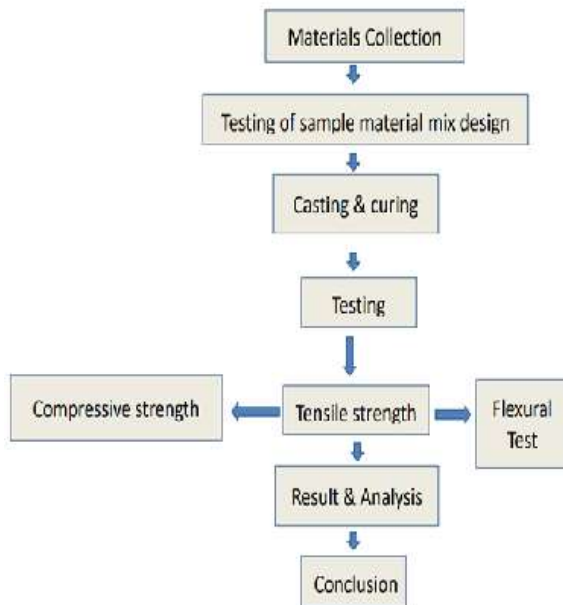 Materials Collection
Testing of sample material mix design
Casting & curing
Testing
Compressive strength
Tensile strength
Flexural
Test
Result & Analysis
Conclusion